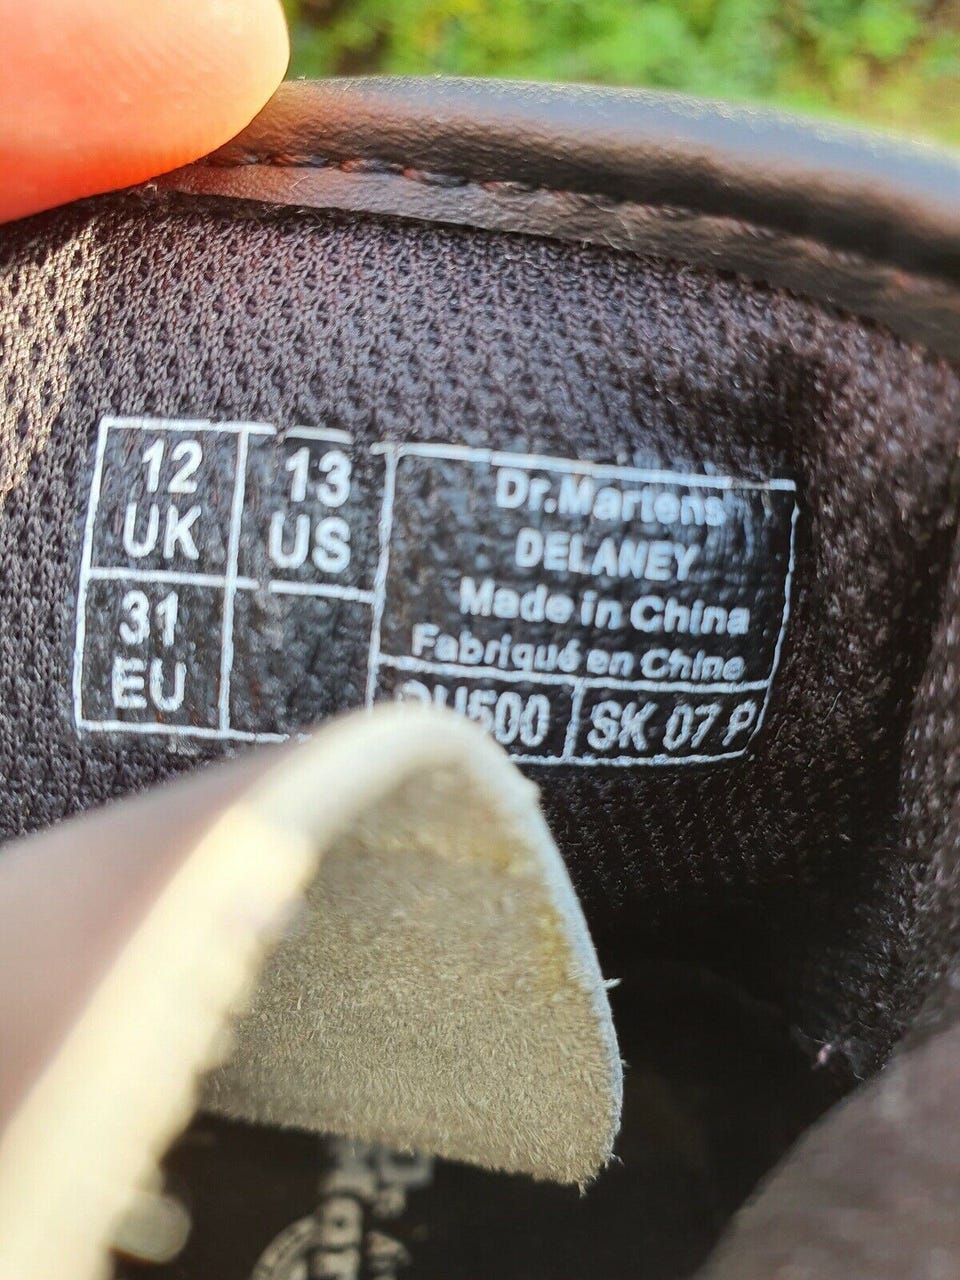 12
UK
13
US
31
EU
Dr.Martens
DELANEY
Made in China
Fabriqué en Chine
SK 07 P